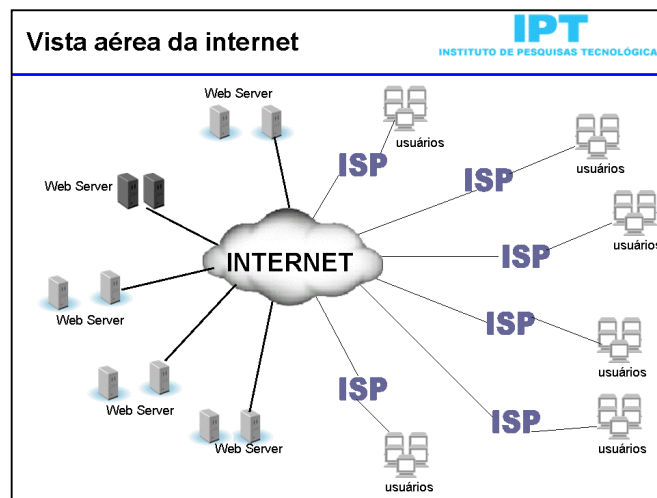 Vista aérea da internet
IPT
INSTITUTO DE PESQUISAS TECNOLÓGICA
Web Server
usuários
ISP
usuários
ISP
Web Server
usuários
ISP
INTERNET
Web Server
ISP
usuários
ISP
Web Server
ISP
usuários
Web Server
usuários